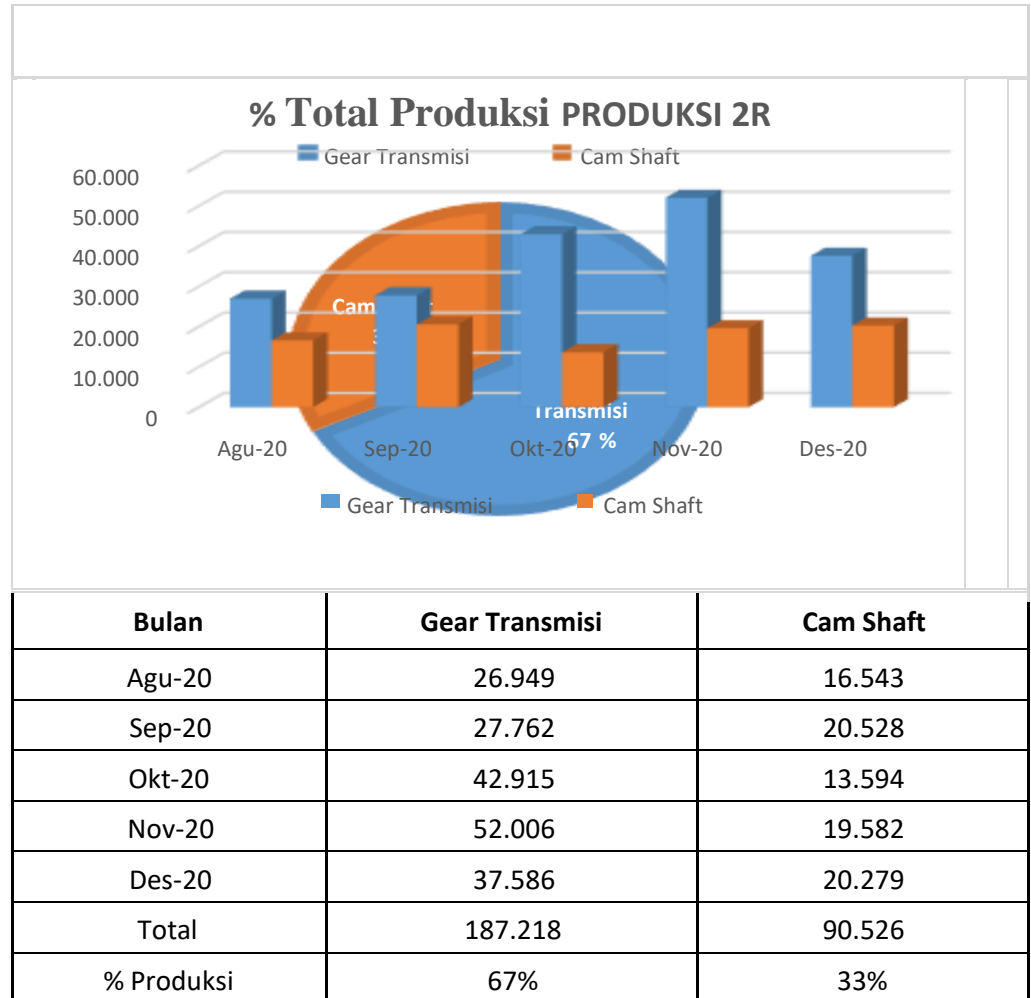 % Total Produksi PRODUKSI 2R
Gear Transmisi Cam Shaft
60.000
50.000
40.000
30.000
20.000
10.000
0
Cam
3
Transmisi
67 %
Agu-20 Sep-20 Okt-20 Nov-20 Des-20
Gear Transmisi Cam Shaft
Bulan Gear Transmisi Cam Shaft
Agu-20 26.949 16.543
Sep-20 27.762 20.528
Okt-20 42.915 13.594
Nov-20 52.006 19.582
Des-20 37.586 20.279
Total 187.218 90.526
% Produksi 67% 33%